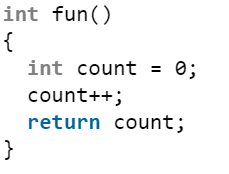 int fun()
{
  int count = 0;
  count++;
  return count;
}